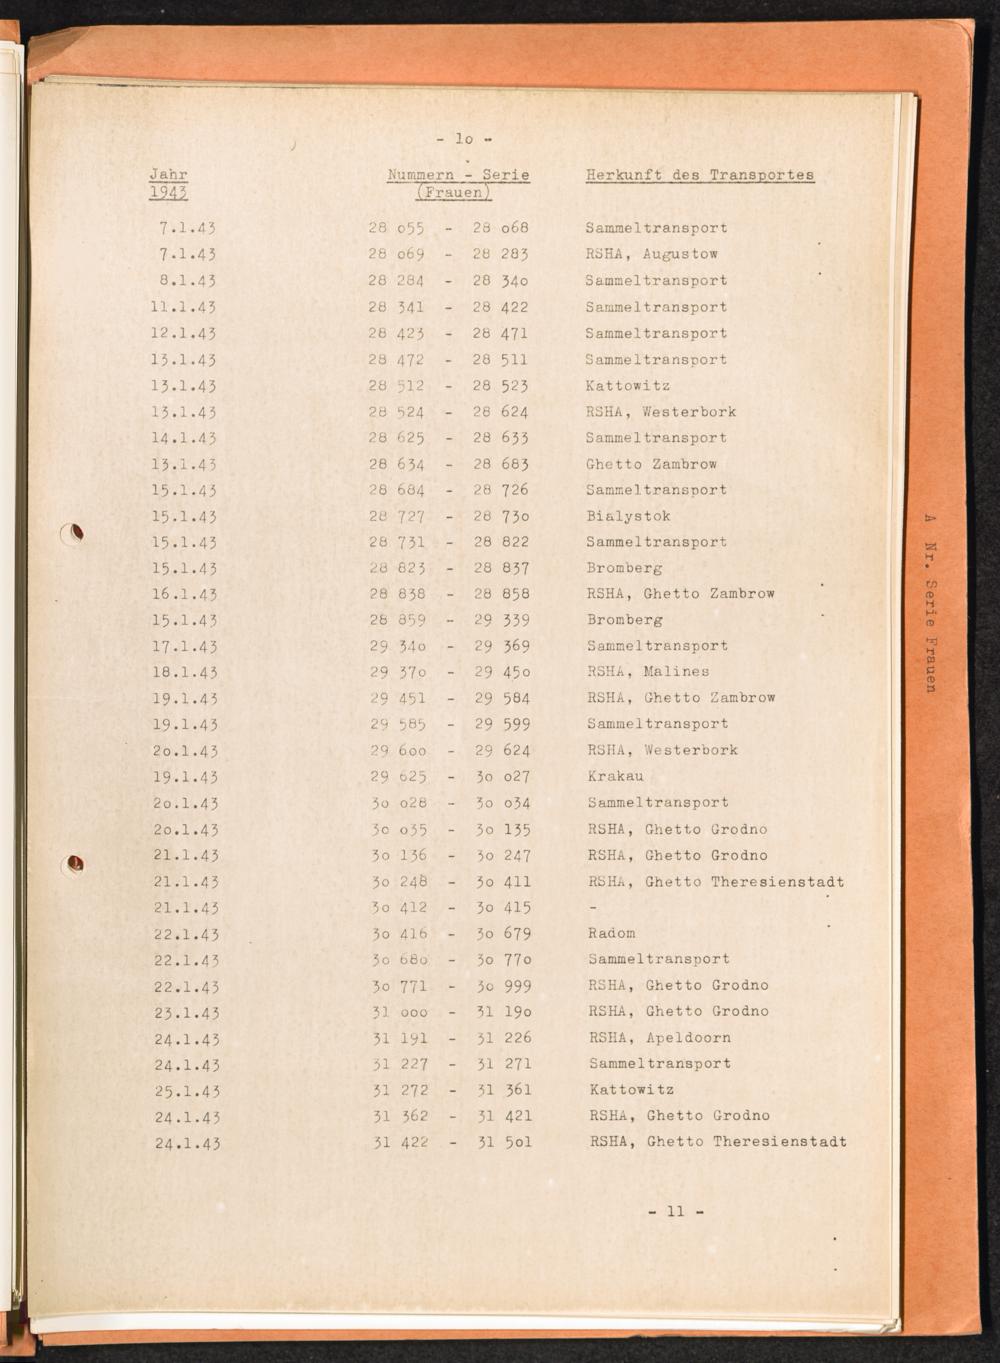 - lo -
Jahr Nummern - Serie Herkunft des Transportes
1943 (Frauen)
7.1.43 28 o55 - 28 o68 Sammeltransport
7.1.43 28 o69 - 28 283 RSHA, Augustow
8.1.43 28 284 - 28 34o Sammeltransport
11.1.43 28 341 - 28 422 Sammeltransport
12.1.43 28 423 - 28 471 Sammeltransport
13.1.43 28 472 - 28 511 Sammeltransport
13.1.43 28 512 - 28 523 Kattowitz
13.1.43 28 524 - 28 624 RSHA, Westerbork
14.1.43 28 625 - 28 633 Sammeltransport
13.1.43 28 634 - 28 683 Ghetto Zambrow
15.1.43 28 684 - 28 726 Sammeltransport
15.1.43 28 727 - 28 73o Bialystok
15.1.43 28 731 - 28 822 Sammeltransport
15.1.43 28 823 - 28 837 Bromberg
16.1.43 28 838 - 28 858 RSHA, Ghetto Zambrow
15.1.43 28 859 - 29 339 Bromberg
17.1.43 29 34o - 29 369 Sammeltransport
18.1.43 29 37o - 29 45o RSHA, Malines
19.1.43 29 451 - 29 584 RSHA, Ghetto Zambrow
19.1.43 29 585 - 29 599 Sammeltransport
2o.1.43 29 6oo - 29 624 RSHA, Westerbork
19.1.43 29 625 - 3o o27 Krakau
2o.1.43 3o o28 - 3o o34 Sammeltransport
2o.1.43 3o o35 - 3o 135 RSHA, Ghetto Grodno
21.1.43 3o 136 - 3o 247 RSHA, Ghetto Grodno
21.1.43 3o 248 - 3o 411 RSHA, Ghetto Theresienstadt
21.1.43 3o 412 - 3o 415 -
22.1.43 3o 416 - 3o 679 Radom
22.1.43 3o 68o - 3o 77o Sammeltransport
22.1.43 3o 771 - 3o 999 RSHA, Ghetto Grodno
23.1.43 31 ooo - 31 19o RSHA, Ghetto Grodno
24.1.43 31 191 - 31 226 RSHA, Apeldoorn
24.1.43 31 227 - 31 271 Sammeltransport
25.1.43 31 272 - 31 361 Kattowitz
24.1.43 31 362 - 31 421 RSHA, Ghetto Grodno
24.1.43 31 422 - 31 5o1 RSHA, Ghetto Theresienstadt
- 11 -
A Nr. Serie Frauen